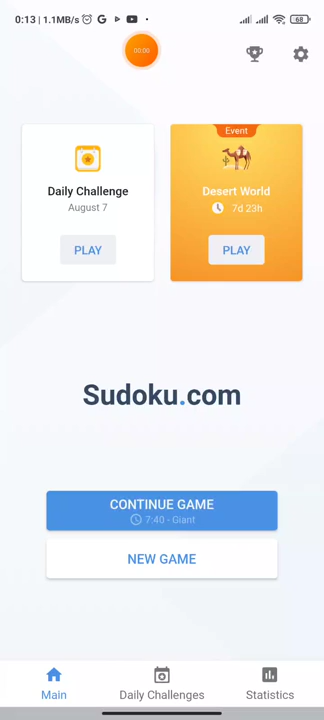 0:13 | 1.1MB/s
68
00:00
Event
Daily Challenge
August 7
PLAY
Desert World
7d 23h
PLAY
Sudoku.com
CONTINUE GAME
7:40 - Giant
NEW GAME
Main
Daily Challenges
Statistics